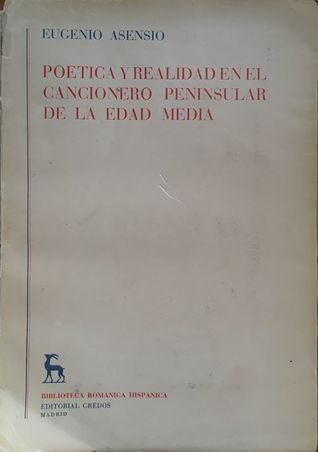 EUGENIO ASENSIO
POETICA Y REALIDAD EN EL
CANCIONERO PENINSULAR
DE LA EDAD MEDIA
BIBLIOTECA ROMANICA HISPANICA
EDITORIAL GREDOS
MADRID